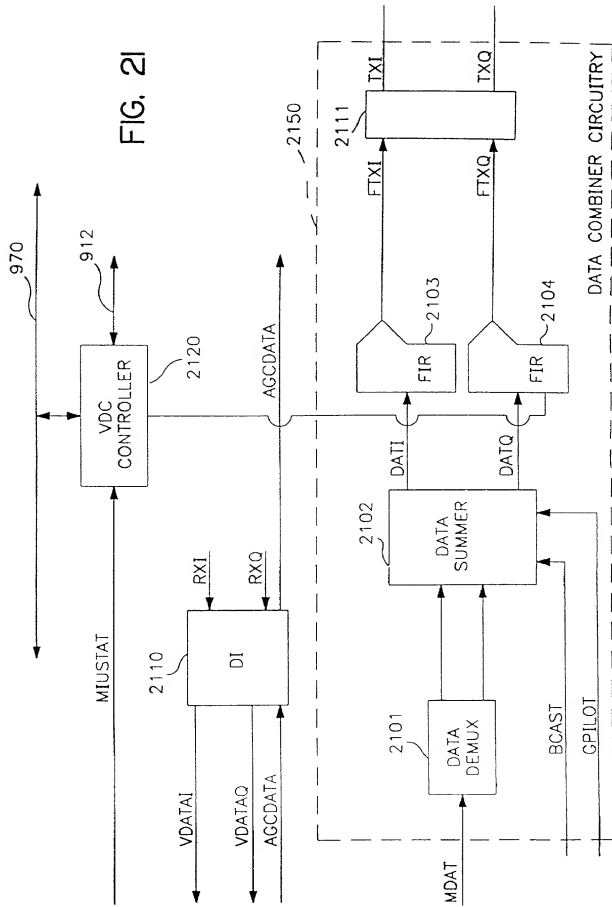 FIG. 21
970
912
VDC
CONTROLLER
2120
MIUSTAT
AGCDATA
2110
DI
RXI
RXQ
VDATAI
VDATAQ
AGCDATA
2150
2102
DATA
SUMMER
DATI
DATQ
FIR
2103
FIR
2104
FTXI
FTXQ
2111
TXI
TXQ
2101
DATA
DEMUX
MDAT
BCAST
GPILOT
DATA COMBINER CIRCUITRY